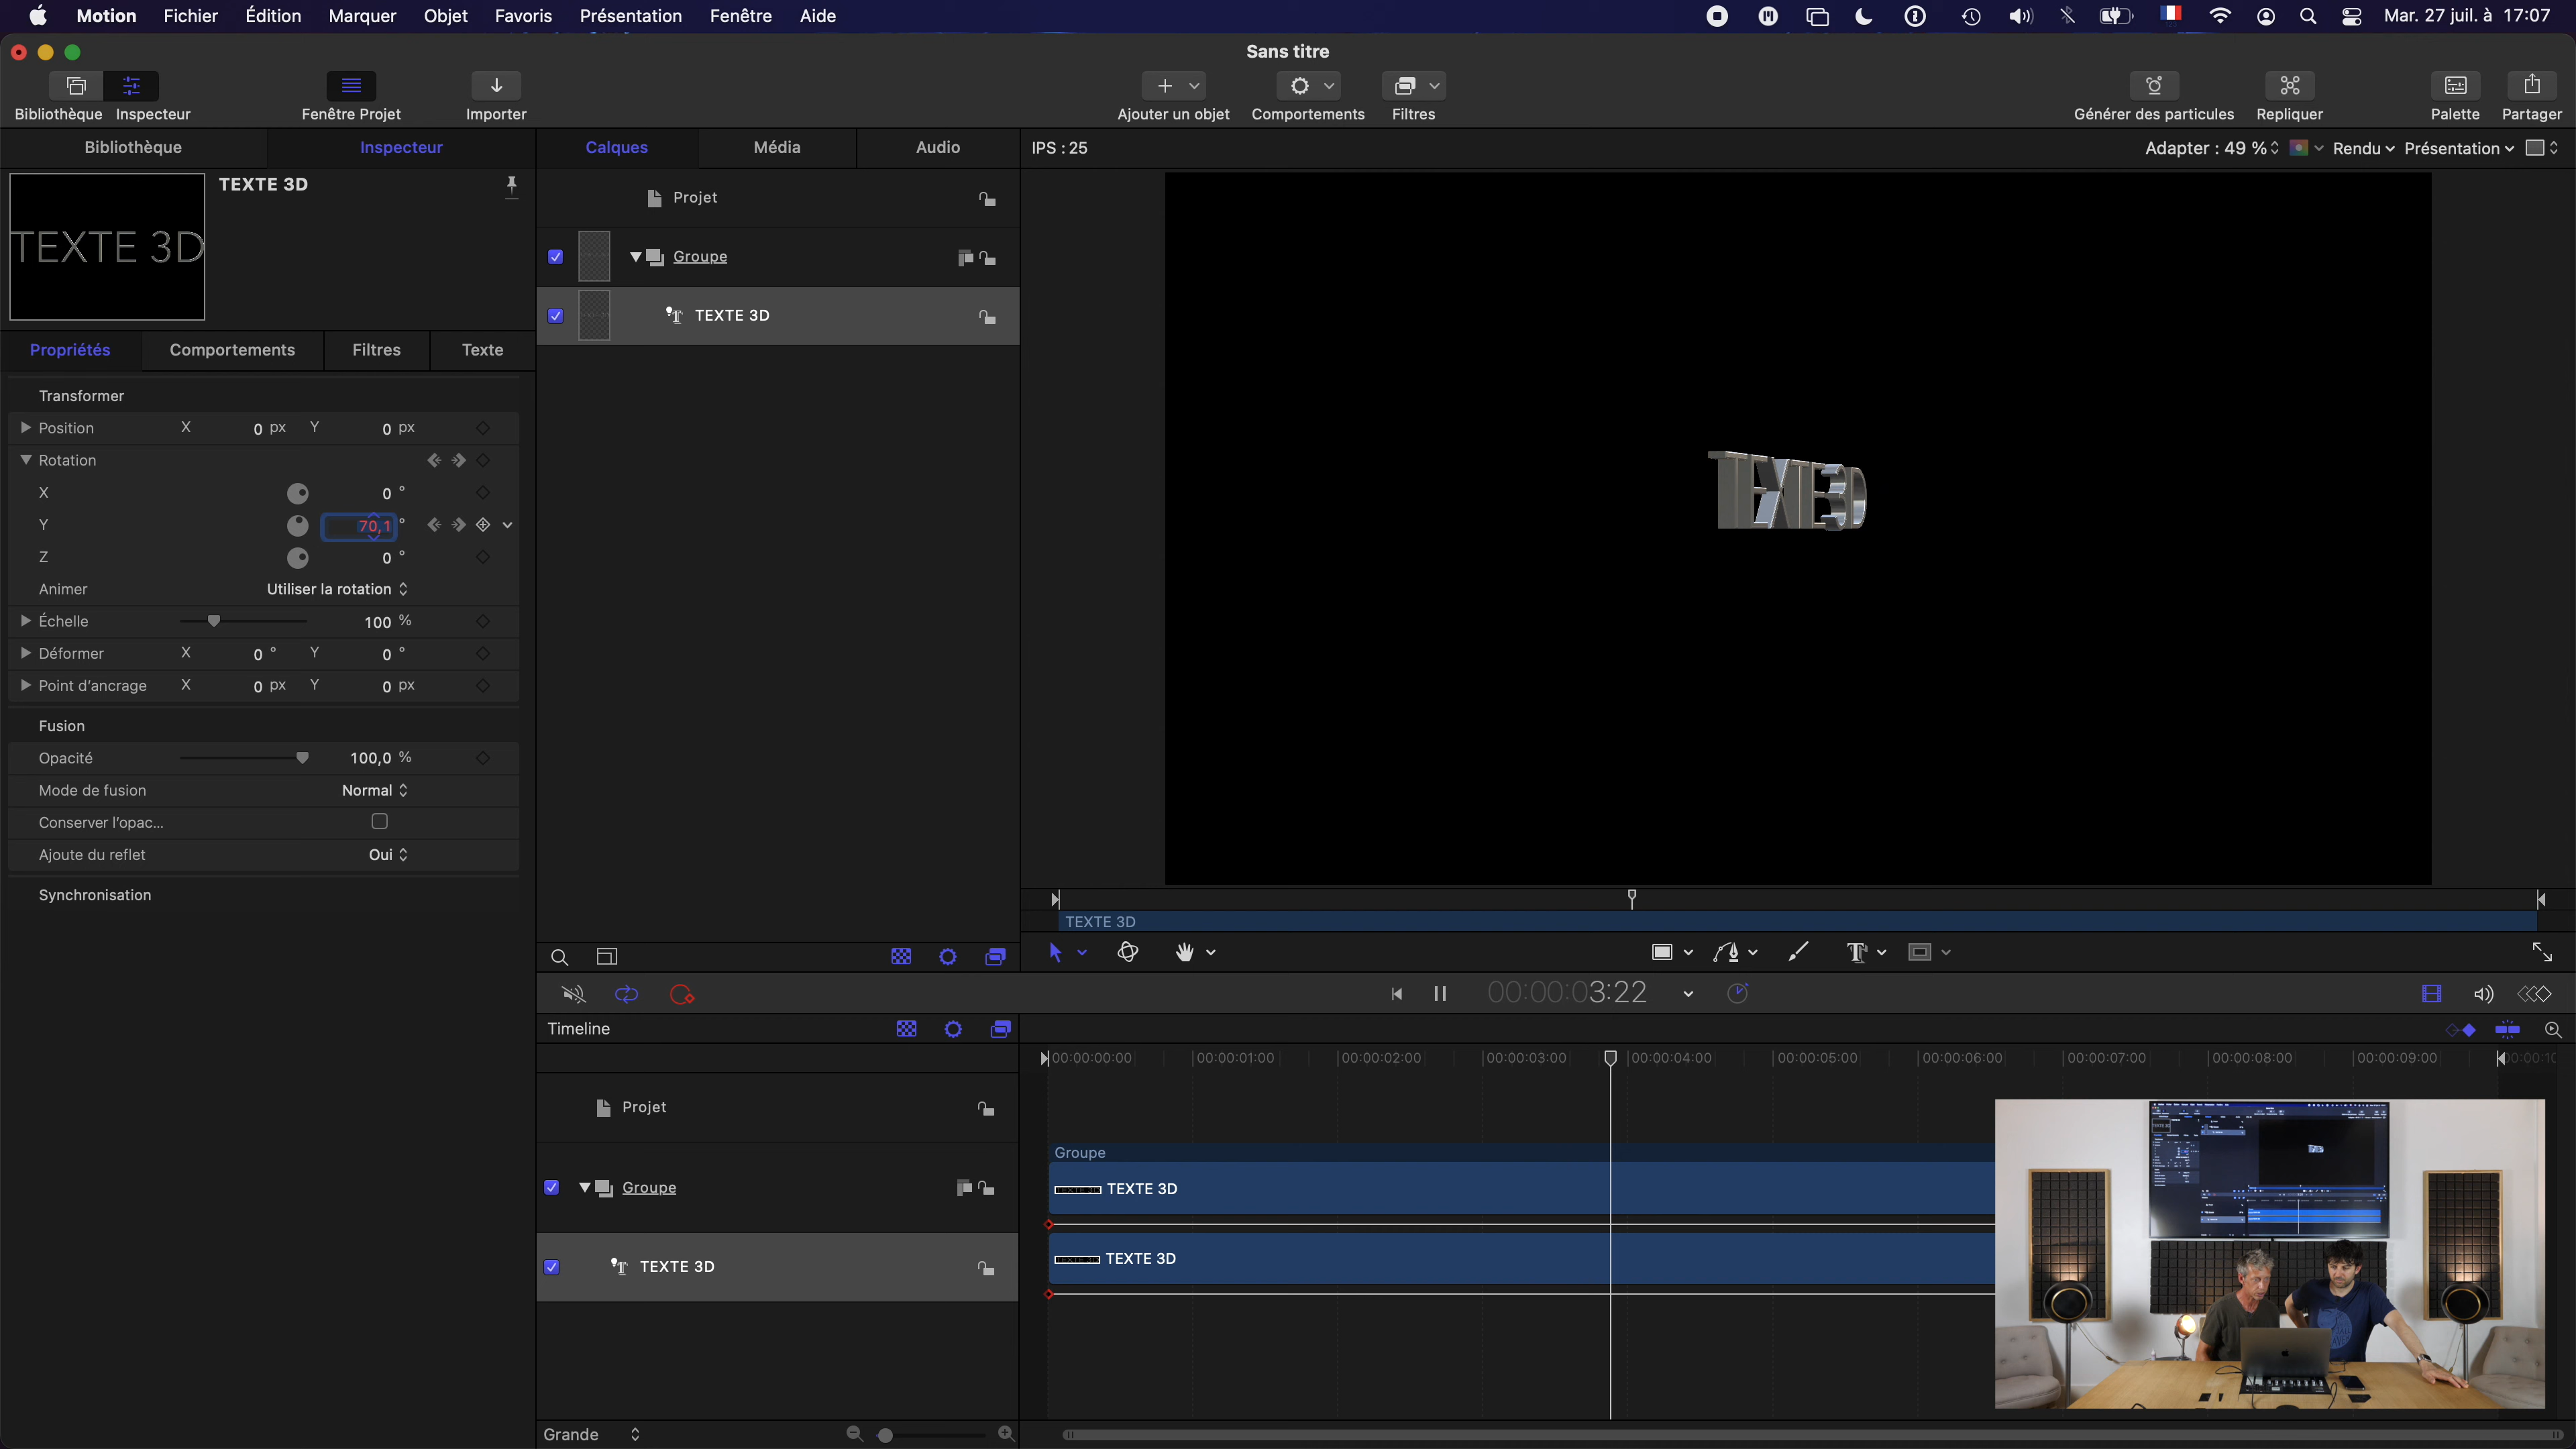 Motion Fichier Édition Marquer Objet Favoris Présentation Fenêtre Aide Mar. 27 juil. à 17:07
Sans titre
Bibliothèque Inspecteur Fenêtre Projet Importer Ajouter un objet Comportements Filtres Générer des particules Repliquer Palette Partager
Bibliothèque Inspecteur Calques Média Audio IPS : 25 Adapter : 49 % Rendu Présentation
TEXTE 3D
TEXTE 3D
Projet
Groupe
TEXTE 3D
Propriétés Comportements Filtres Texte
Transformer
Position X 0 px Y 0 px
Rotation
X 0 °
Y 70,1 °
Z 0 °
Animer Utiliser la rotation
Échelle 100 %
Déformer X 0 ° Y 0 °
Point d'ancrage X 0 px Y 0 px
Fusion
Opacité 100,0 %
Mode de fusion Normal
Conserver l'opac...
Ajoute du reflet Oui
Synchronisation
TEXTE 3D
TEXTE 3D
00:00:03:22
Timeline
00:00:00:00 00:00:01:00 00:00:02:00 00:00:03:00 00:00:04:00 00:00:05:00 00:00:06:00 00:00:07:00 00:00:08:00 00:00:09:00
Projet
Groupe
Groupe
TEXTE 3D
TEXTE 3D
TEXTE 3D
Grande